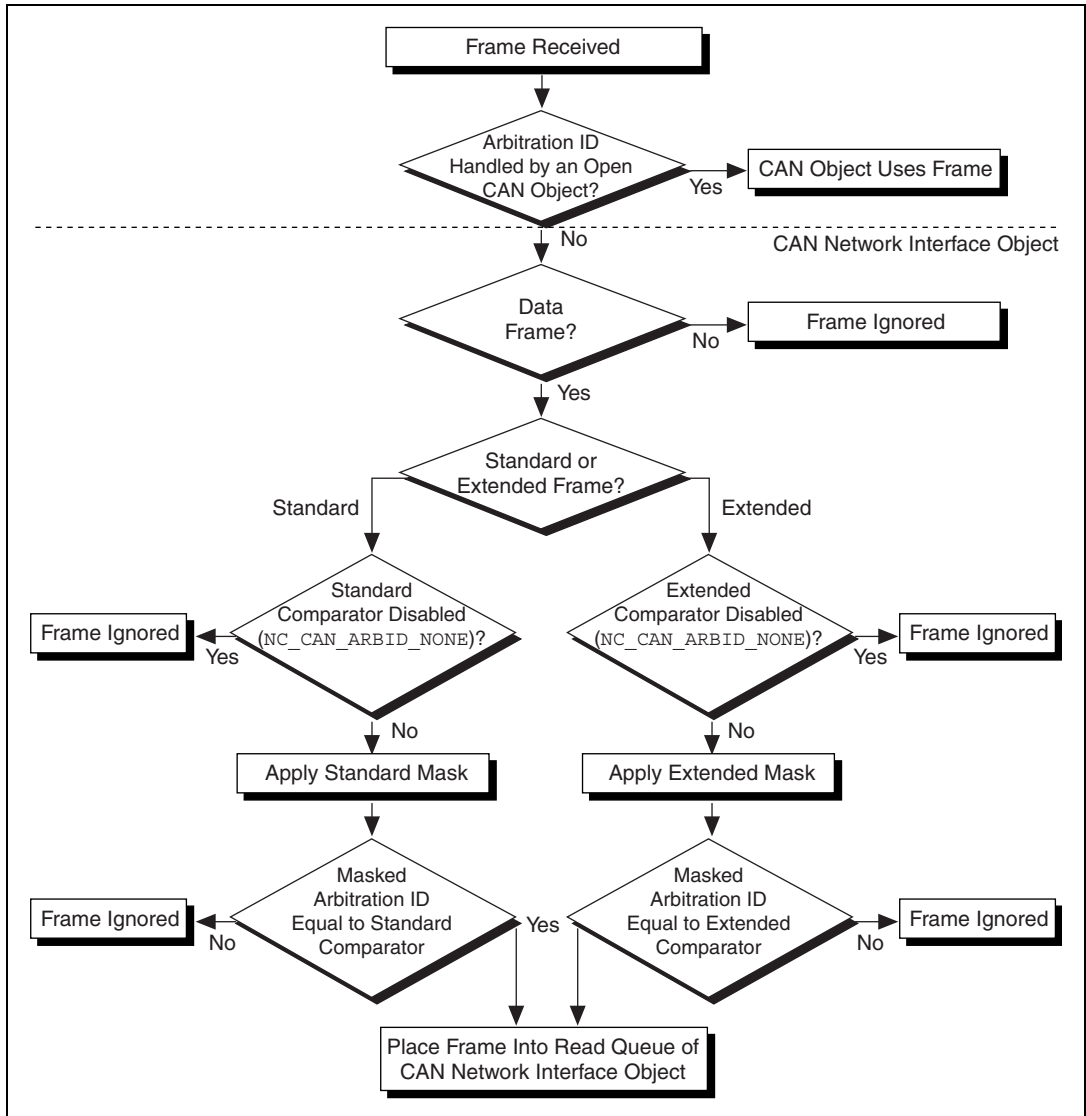 Frame Received
Arbitration ID
Handled by an Open
CAN Object?
Yes
CAN Object Uses Frame
No
CAN Network Interface Object
Data
Frame?
No
Frame Ignored
Yes
Standard or
Extended Frame?
Standard
Extended
Standard
Comparator Disabled
(NC_CAN_ARBID_NONE)?
Frame Ignored
Yes
Extended
Comparator Disabled
(NC_CAN_ARBID_NONE)?
Yes
Frame Ignored
No
No
Apply Standard Mask
Apply Extended Mask
Masked
Arbitration ID
Equal to Standard
Comparator
Frame Ignored
No
Yes
Masked
Arbitration ID
Equal to Extended
Comparator
No
Frame Ignored
Place Frame Into Read Queue of
CAN Network Interface Object